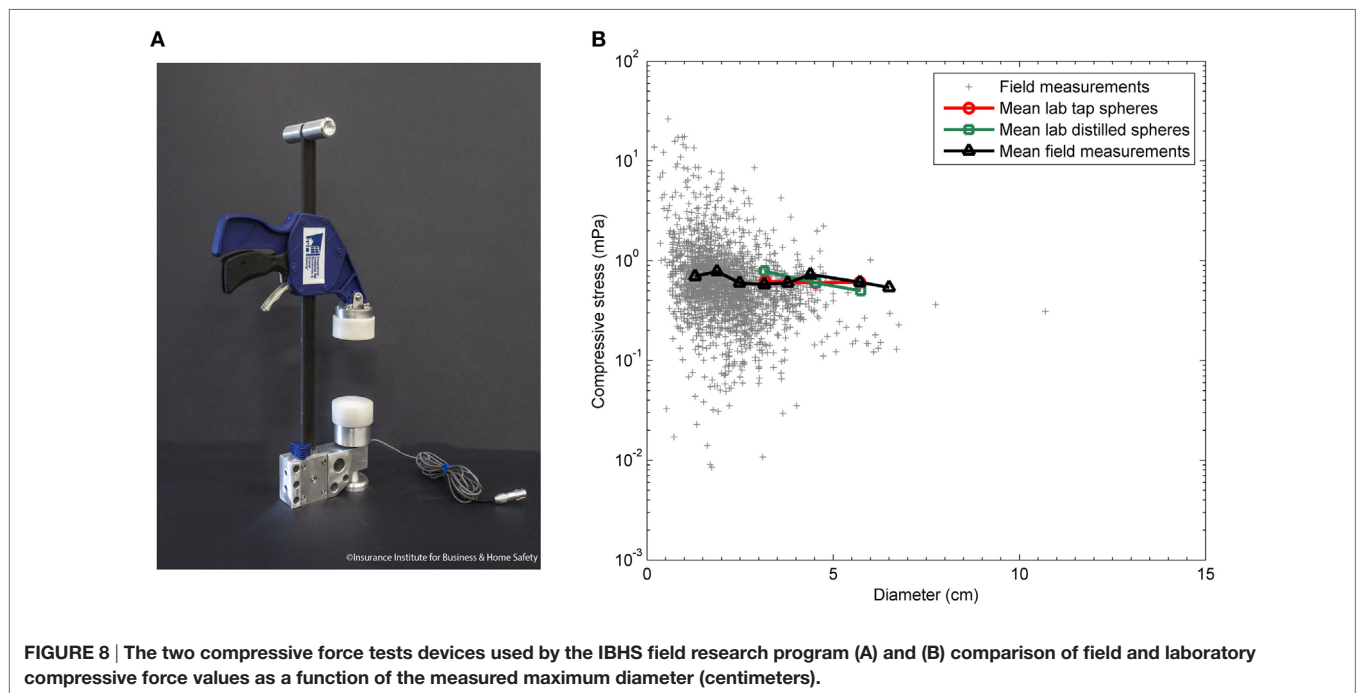 A
©Insurance Institute for Business & Home Safety
B
10²
10¹
10⁰
10⁻¹
10⁻²
10⁻³
Compressive stress (mPa)
0 5 10 15
Diameter (cm)
Field measurements
Mean lab tap spheres
Mean lab distilled spheres
Mean field measurements
FIGURE 8 | The two compressive force tests devices used by the IBHS field research program (A) and (B) comparison of field and laboratory
compressive force values as a function of the measured maximum diameter (centimeters).